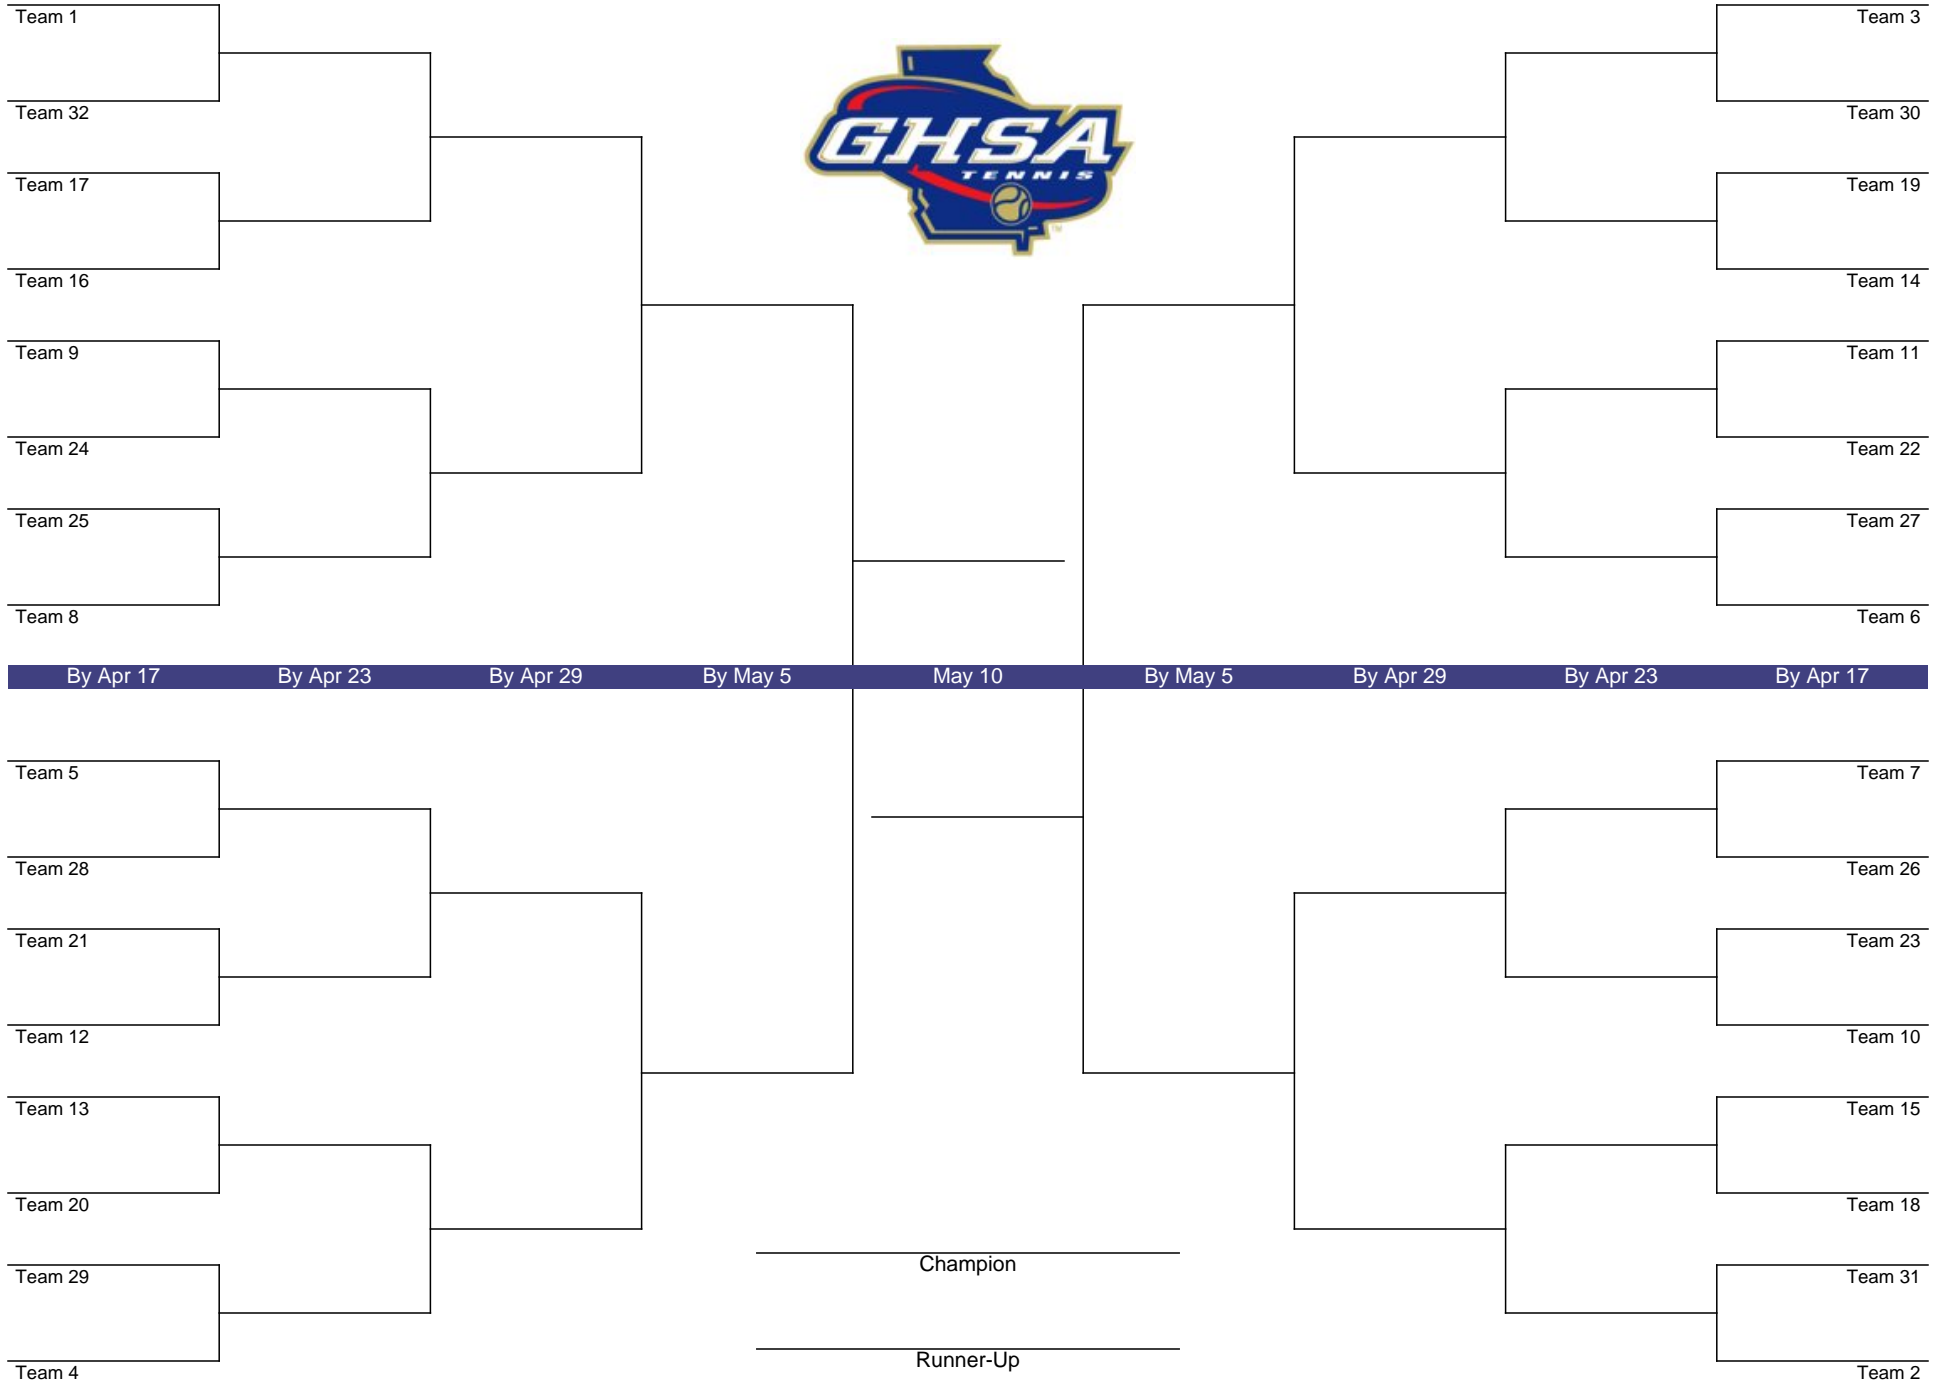 Team 1
Team 3
Team 32
Team 30
GHSA
TENNIS
TM
Team 17
Team 19
Team 16
Team 14
Team 9
Team 11
Team 24
Team 22
Team 25
Team 27
Team 8
Team 6
By Apr 17 By Apr 23 By Apr 29 By May 5 May 10 By May 5 By Apr 29 By Apr 23 By Apr 17
Team 5
Team 7
Team 28
Team 26
Team 21
Team 23
Team 12
Team 10
Team 13
Team 15
Team 20
Team 18
Champion
Team 29
Team 31
Runner-Up
Team 4
Team 2